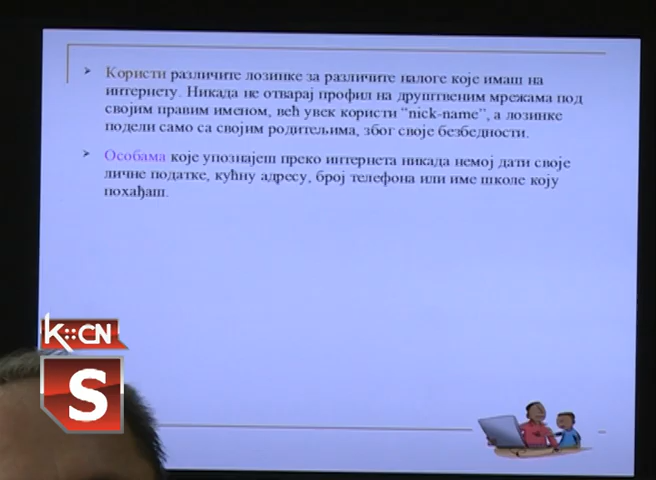 Користи различите лозинке за различите налоге које имаш на
интернету. Никада не отварај профил на друштвеним мрежама под
својим правим именом, већ увек користи “nick-name”, а лозинке
подели само са својим родитељима, због своје безбедности.
Особама које упознајеш преко интернета никада немој дати своје
личне податке, кућну адресу, број телефона или име школе коју
похађаш.
K::CN
S